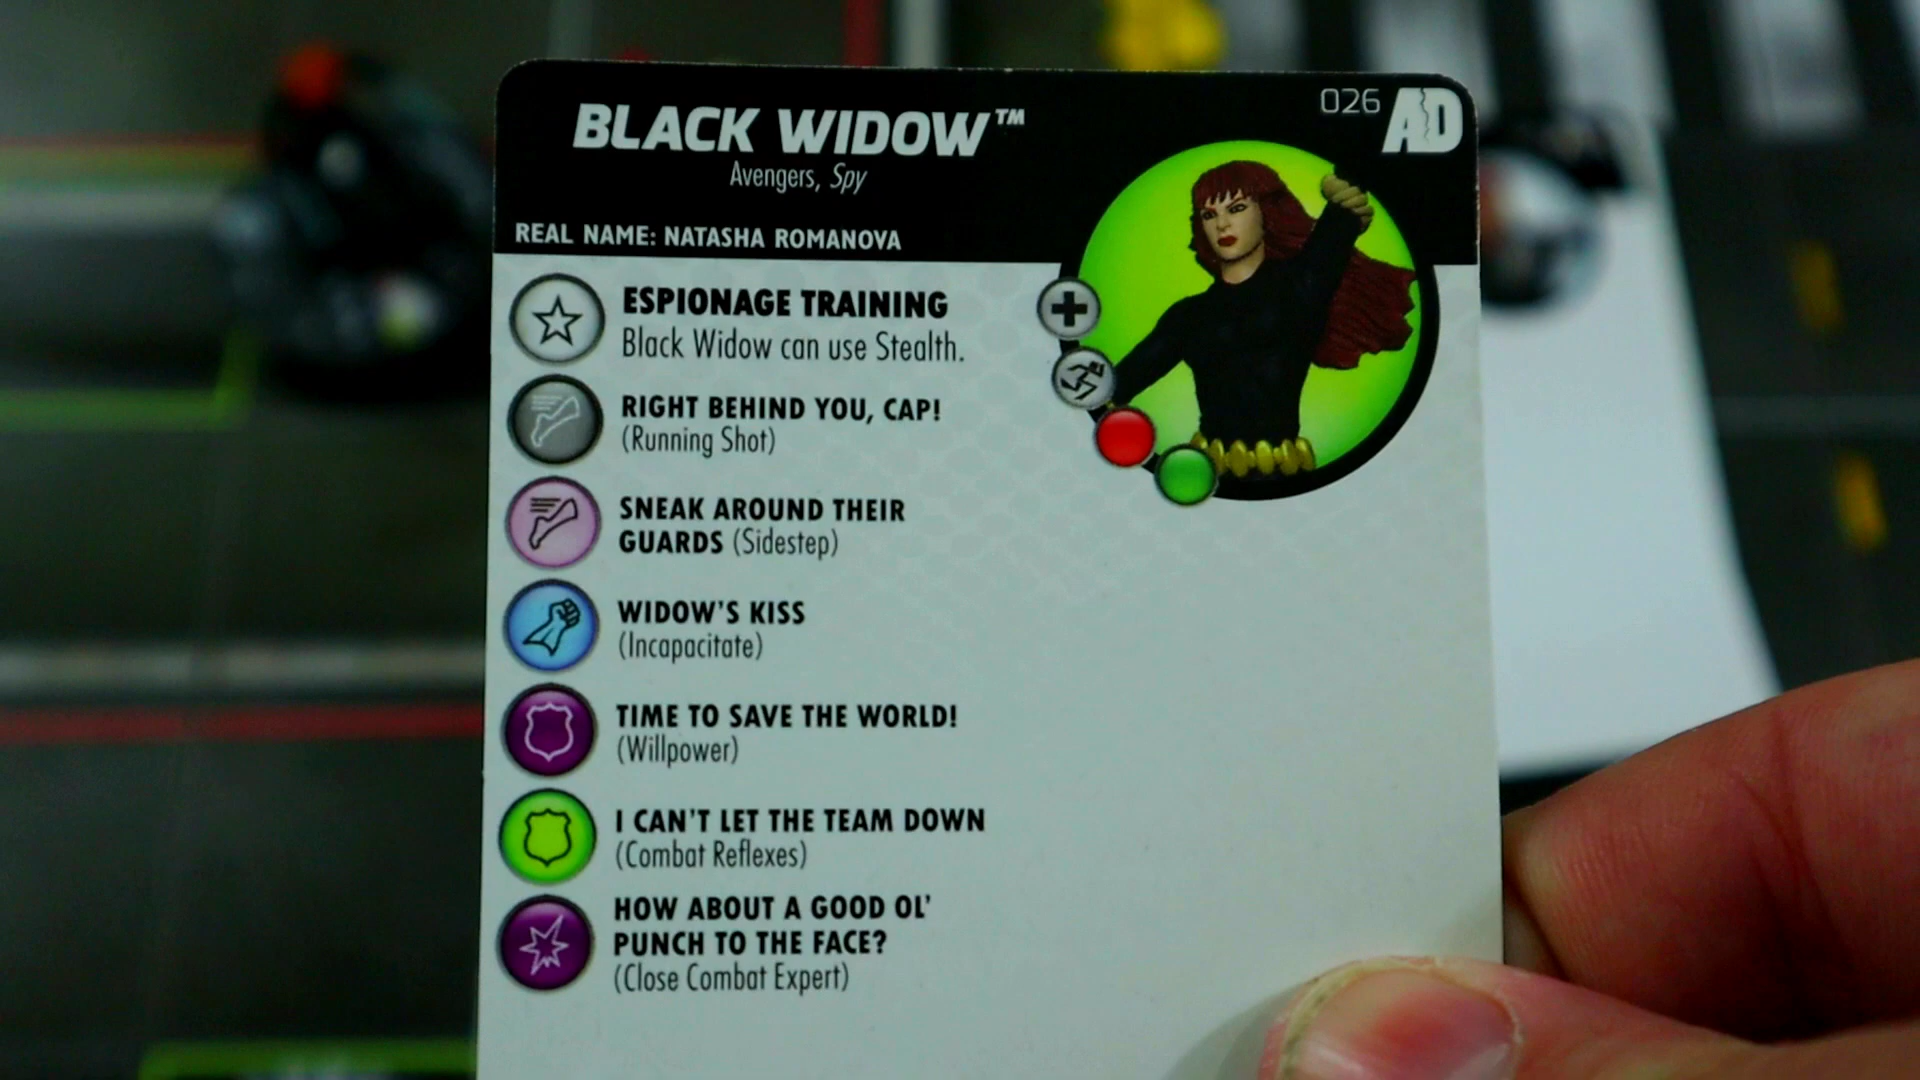 BLACK WIDOW™
026 AD
Avengers, Spy
REAL NAME: NATASHA ROMANOVA
ESPIONAGE TRAINING
Black Widow can use Stealth.
RIGHT BEHIND YOU, CAP!
(Running Shot)
SNEAK AROUND THEIR
GUARDS (Sidestep)
WIDOW'S KISS
(Incapacitate)
TIME TO SAVE THE WORLD!
(Willpower)
I CAN'T LET THE TEAM DOWN
(Combat Reflexes)
HOW ABOUT A GOOD OL'
PUNCH TO THE FACE?
(Close Combat Expert)